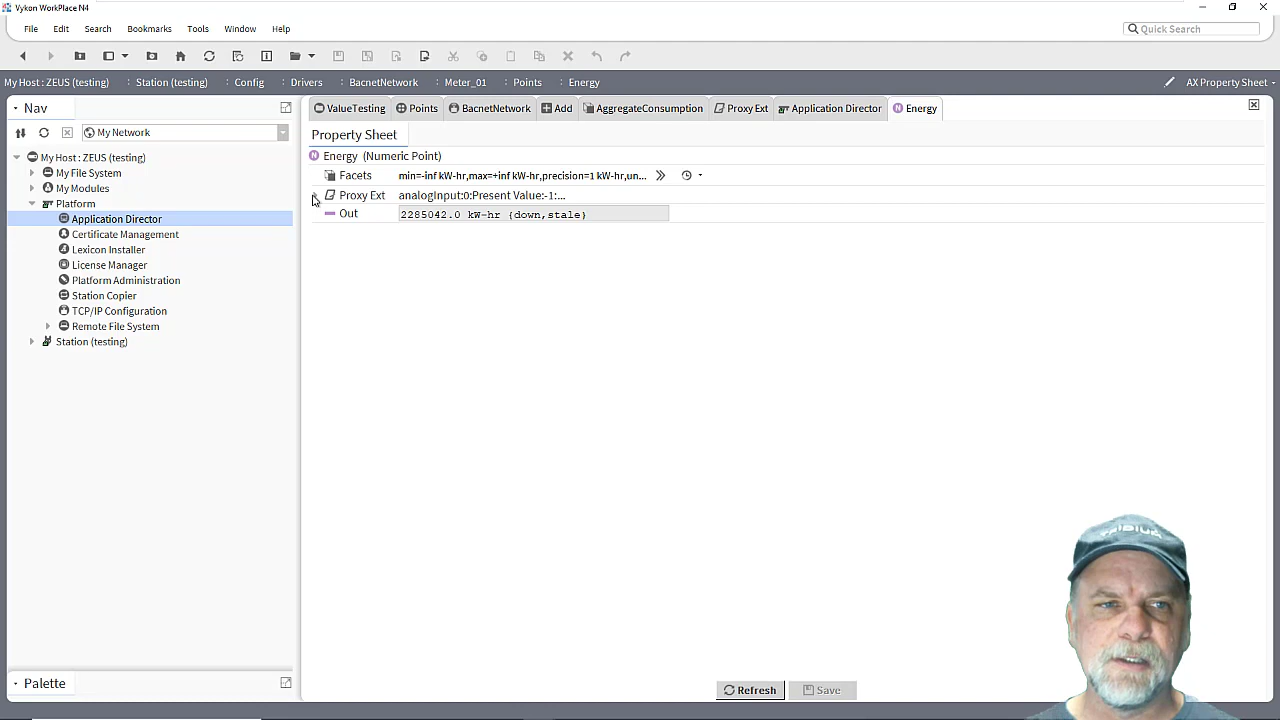 Vykon WorkPlace N4
File Edit Search Bookmarks Tools Window Help
Quick Search
My Host : ZEUS (testing) Station (testing) Config Drivers BacnetNetwork Meter_01 Points Energy AX Property Sheet
Nav
ValueTesting Points BacnetNetwork Add AggregateConsumption Proxy Ext Application Director Energy
My Network
Property Sheet
My Host : ZEUS (testing)
My File System
My Modules
Platform
Application Director
Certificate Management
Lexicon Installer
License Manager
Platform Administration
Station Copier
TCP/IP Configuration
Remote File System
Station (testing)
Energy (Numeric Point)
Facets min=-inf kW-hr,max=+inf kW-hr,precision=1 kW-hr,un...
Proxy Ext analogInput:0:Present Value:-1:...
Out 2285042.0 kW-hr {down,stale}
TRIDIUM
Palette
Refresh Save